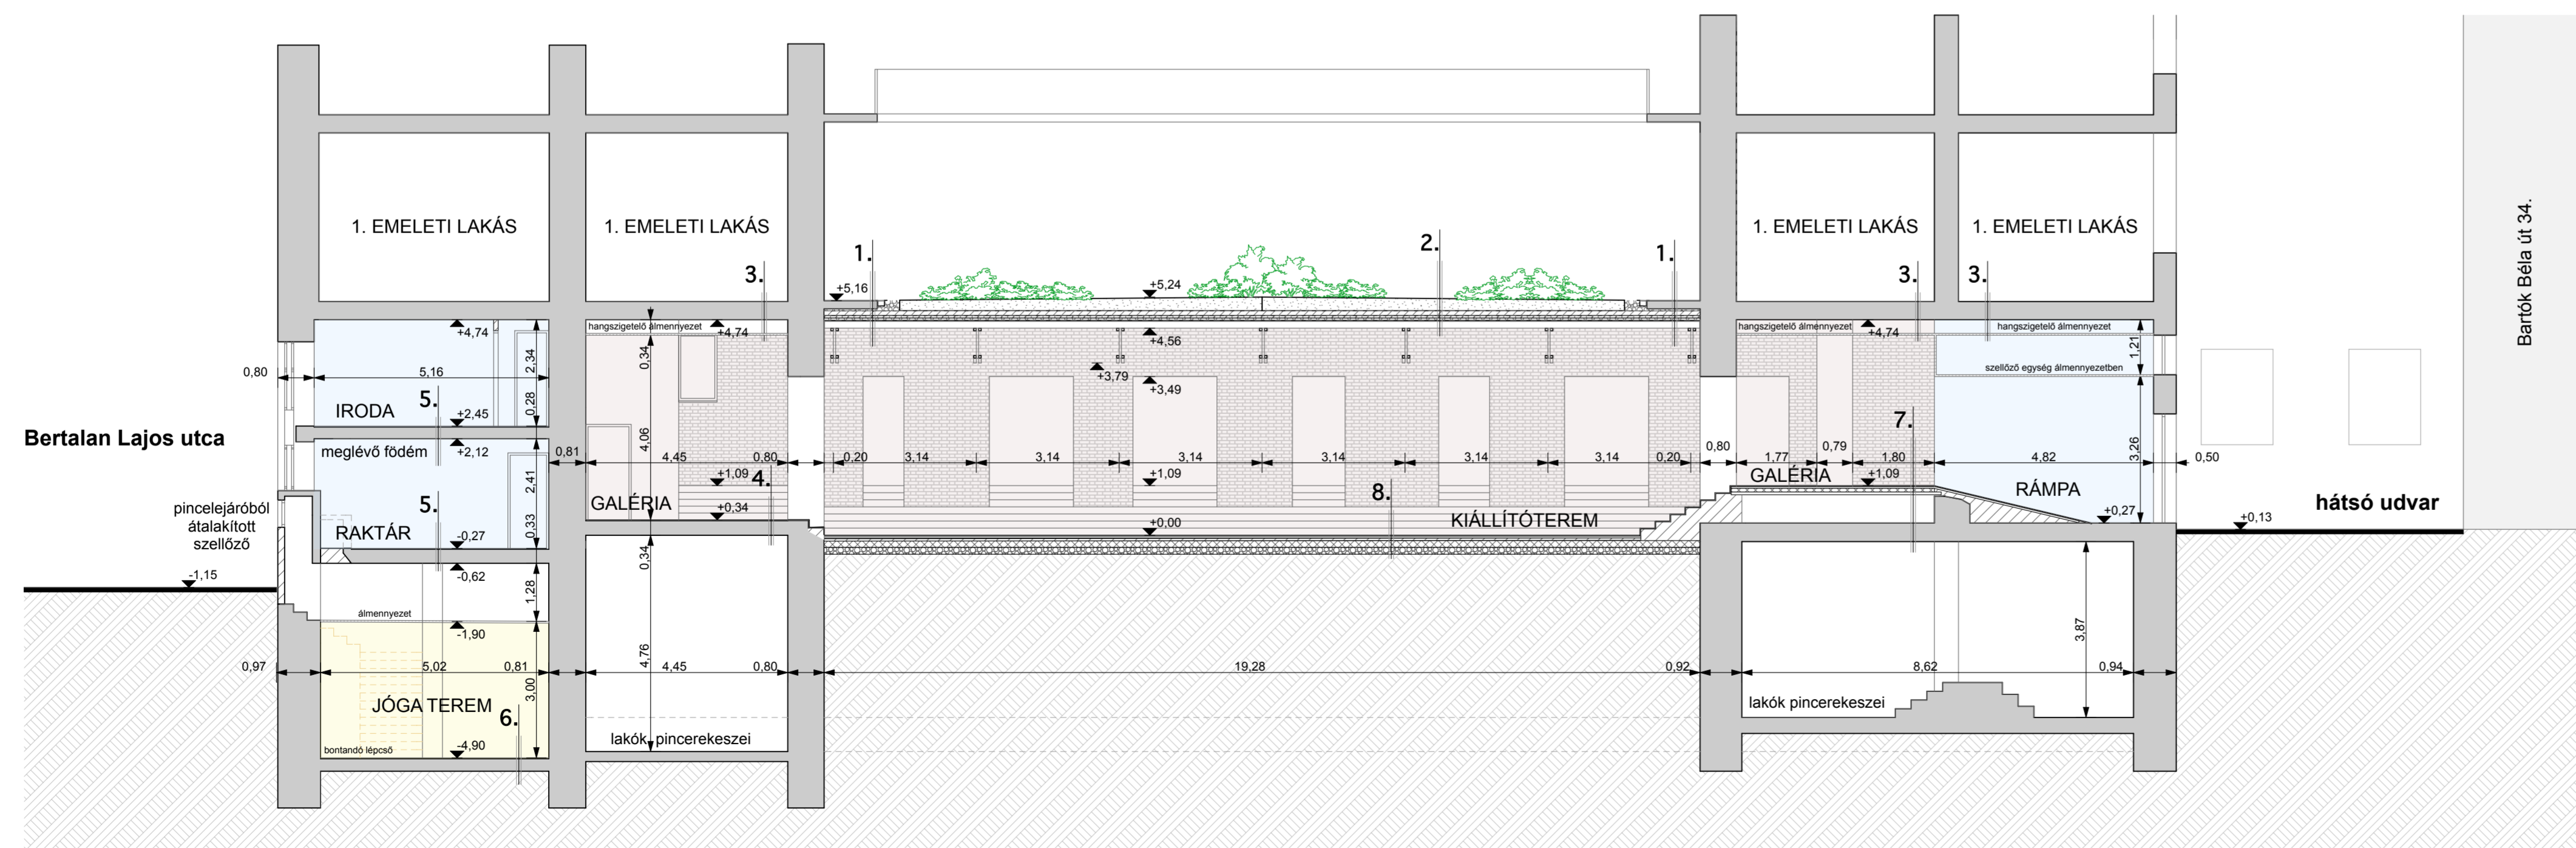 1. EMELETI LAKÁS
1. EMELETI LAKÁS
1. EMELETI LAKÁS
1. EMELETI LAKÁS
Bartók Béla út 34.
1.
2.
1.
3.
3.
3.
+5,16
+5,24
+4,74
hangszigetelő álmennyezet
+4,74
+4,56
hangszigetelő álmennyezet
+4,74
hangszigetelő álmennyezet
0,34
2,34
1,21
0,80
5,16
+3,79
+3,49
szellőző egység álmennyezetben
5.
0,28
IRODA
+2,45
7.
Bertalan Lajos utca
meglévő födém
+2,12
0,81
4,06
4,45
0,80
0,20
3,14
3,14
3,14
3,14
3,14
3,14
0,20
0,80
1,77
0,79
1,80
4,82
3,26
0,50
2,41
+1,09
4.
+1,09
8.
GALÉRIA
+1,09
RÁMPA
pincelejáróból
átalakított
szellőző
5.
GALÉRIA
+0,34
RAKTÁR
0,33
-0,27
+0,00
KIÁLLÍTÓTEREM
+0,27
+0,13
hátsó udvar
0,34
-1,15
-0,62
1,28
álmennyezet
-1,90
0,97
5,02
0,81
4,76
4,45
0,80
19,28
0,92
8,62
0,94
3,87
3,00
JÓGA TEREM
6.
lakók pincerekeszei
lakók pincerekeszei
bontandó lépcső
-4,90